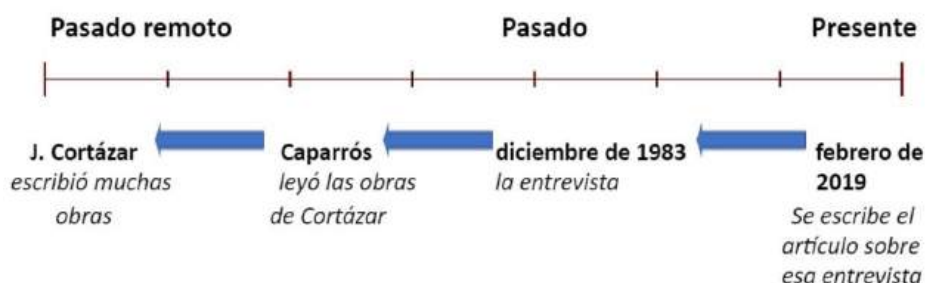 Pasado remoto Pasado Presente
J. Cortázar
escribió muchas
obras
Caparrós
leyó las obras
de Cortázar
diciembre de 1983
la entrevista
febrero de
2019
Se escribe el
artículo sobre
esa entrevista